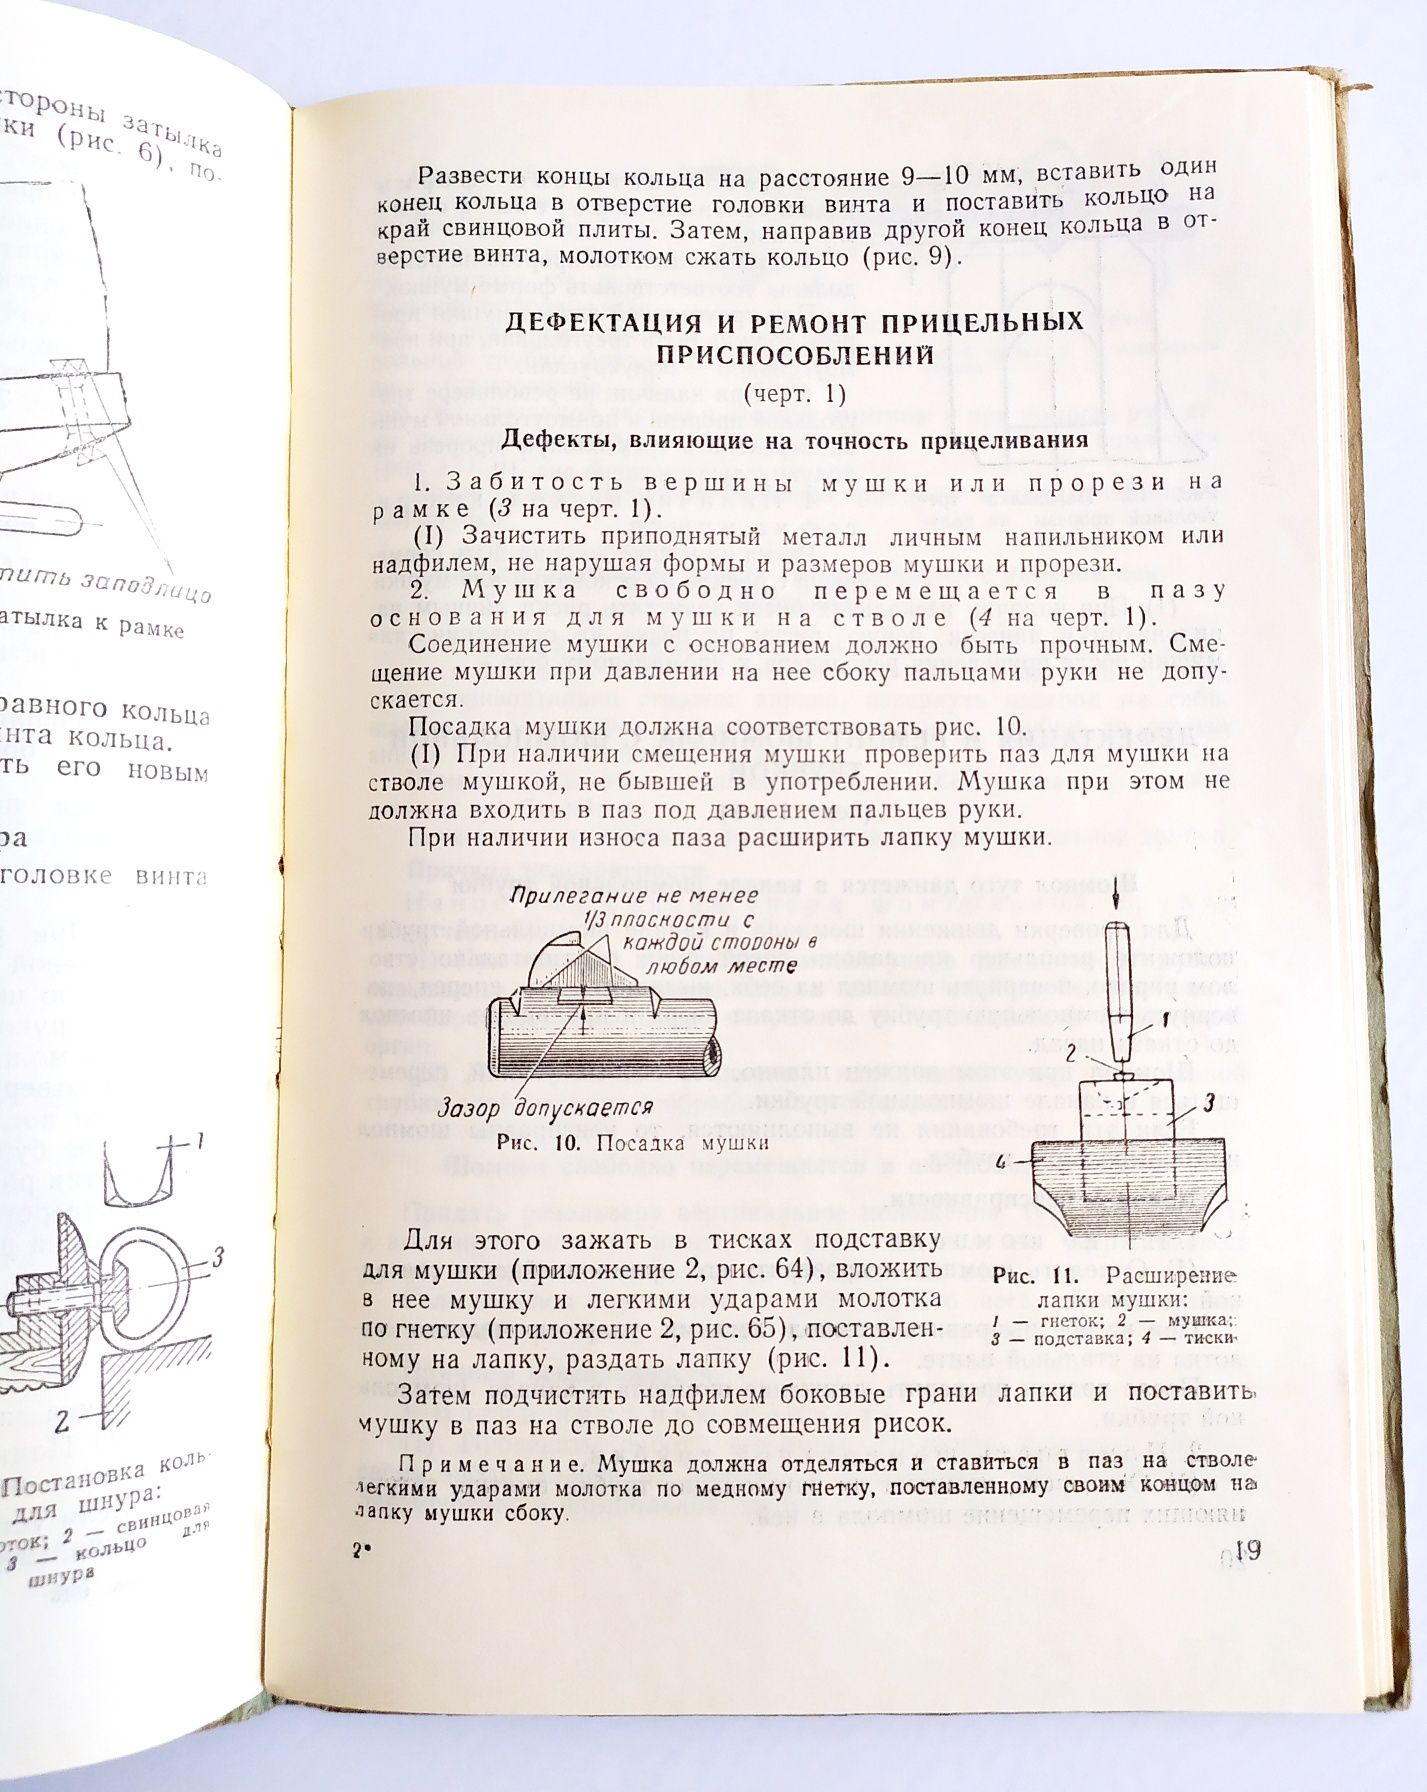 стороны затылка
ки (рис. 6), по-
тить заподлицо
атылка к рамке
равного кольца
инта кольца.
ть его новым
ра
головке винта
1
3
2
Постановка коль-
для шнура:
оток; 2 — свинцовая
3 — кольцо для
шнура
Развести концы кольца на расстояние 9—10 мм, вставить один
конец кольца в отверстие головки винта и поставить кольцо на
край свинцовой плиты. Затем, направив другой конец кольца в от-
верстие винта, молотком сжать кольцо (рис. 9).
ДЕФЕКТАЦИЯ И РЕМОНТ ПРИЦЕЛЬНЫХ
ПРИСПОСОБЛЕНИЙ
(черт. 1)
Дефекты, влияющие на точность прицеливания
1. Забитость вершины мушки или прорези на
рамке (3 на черт. 1).
(I) Зачистить приподнятый металл личным напильником или
надфилем, не нарушая формы и размеров мушки и прорези.
2. Мушка свободно перемещается в пазу
основания для мушки на стволе (4 на черт. 1).
Соединение мушки с основанием должно быть прочным. Сме-
щение мушки при давлении на нее сбоку пальцами руки не допу-
скается.
Посадка мушки должна соответствовать рис. 10.
(I) При наличии смещения мушки проверить паз для мушки на
стволе мушкой, не бывшей в употреблении. Мушка при этом не
должна входить в паз под давлением пальцев руки.
При наличии износа паза расширить лапку мушки.
Прилегание не менее
1/3 плоскости с
каждой стороны в
любом месте
Зазор допускается
Рис. 10. Посадка мушки
1
2
3
4
Рис. 11. Расширение
лапки мушки:
1 — гнеток; 2 — мушка;
3 — подставка; 4 — тиски
Для этого зажать в тисках подставку
для мушки (приложение 2, рис. 64), вложить
в нее мушку и легкими ударами молотка
по гнетку (приложение 2, рис. 65), поставлен-
ному на лапку, раздать лапку (рис. 11).
Затем подчистить надфилем боковые грани лапки и поставить
мушку в паз на стволе до совмещения рисок.
Примечание. Мушка должна отделяться и ставиться в паз на стволе
легкими ударами молотка по медному гнетку, поставленному своим концом на
лапку мушки сбоку.
2*
19